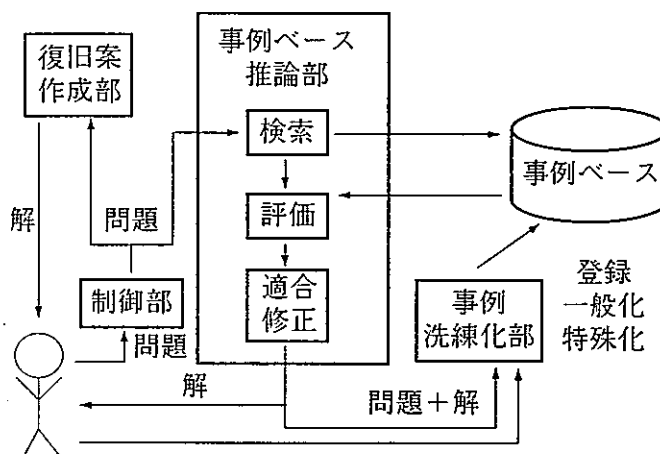 復旧案
作成部
事例ベース
推論部
検索
評価
適合
修正
事例ベース
解
問題
制御部
問題
事例
洗練化部
登録
一般化
特殊化
解
問題＋解